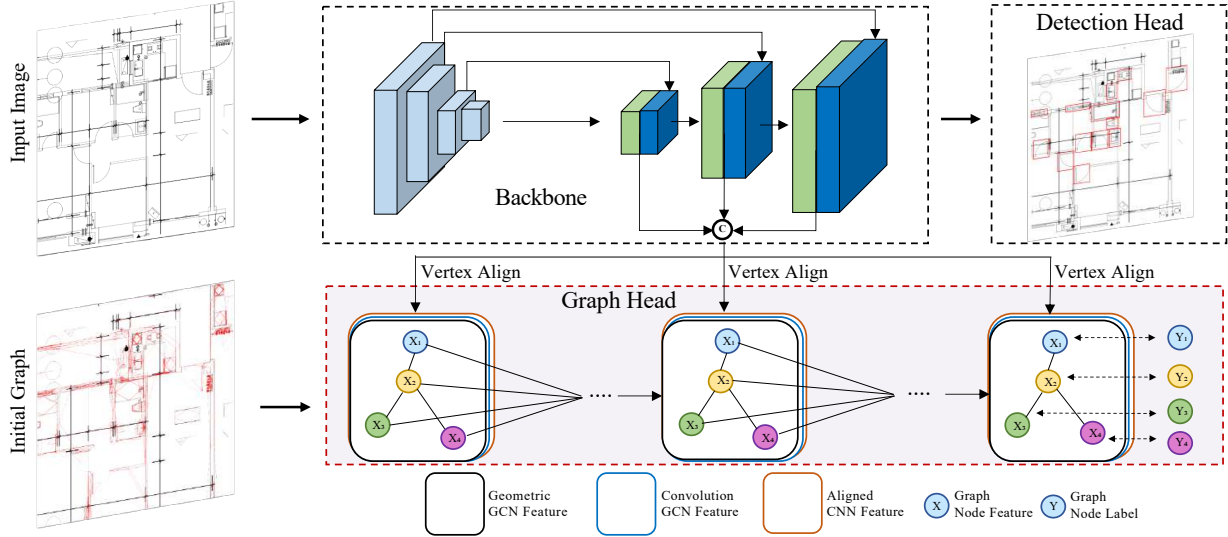 Input Image
Backbone
C
Detection Head
Vertex Align
Vertex Align
Vertex Align
Initial Graph
Graph Head
X₁
X₂
X₃
X₄
....
X₁
X₂
X₃
X₄
....
X₁
X₂
X₃
X₄
Y₁
Y₂
Y₃
Y₄
Geometric
GCN Feature
Convolution
GCN Feature
Aligned
CNN Feature
X
Graph
Node Feature
Y
Graph
Node Label